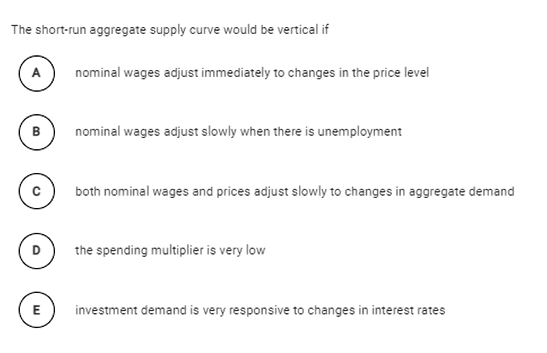 The short-run aggregate supply curve would be vertical if
A nominal wages adjust immediately to changes in the price level
B nominal wages adjust slowly when there is unemployment
C both nominal wages and prices adjust slowly to changes in aggregate demand
D the spending multiplier is very low
E investment demand is very responsive to changes in interest rates